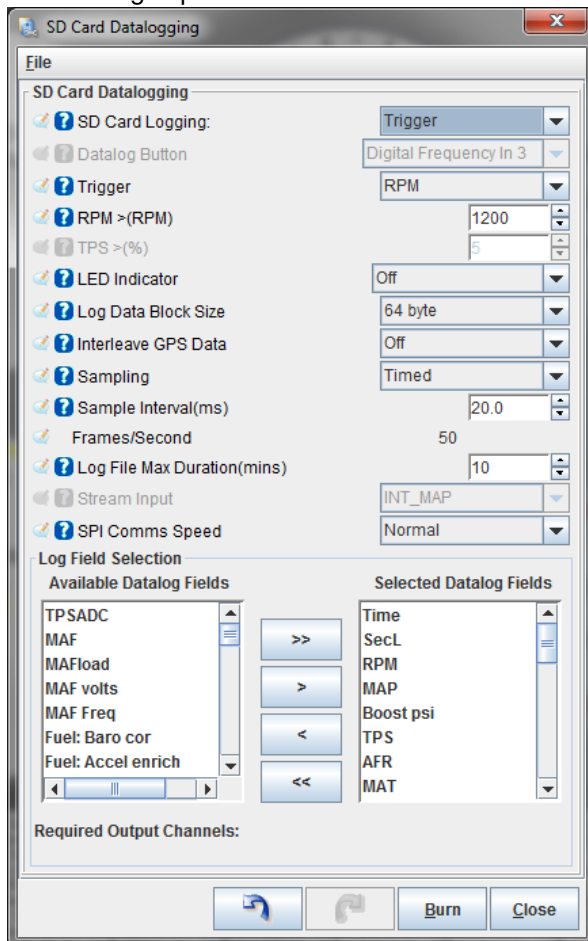 SD Card Datalogging
File
SD Card Datalogging
SD Card Logging: Trigger
Datalog Button Digital Frequency In 3
Trigger RPM
RPM >(RPM) 1200
TPS >(%) 5
LED Indicator Off
Log Data Block Size 64 byte
Interleave GPS Data Off
Sampling Timed
Sample Interval(ms) 20.0
Frames/Second 50
Log File Max Duration(mins) 10
Stream Input INT_MAP
SPI Comms Speed Normal
Log Field Selection
Available Datalog Fields Selected Datalog Fields
TPSADC Time
MAF >> SecL
MAFload RPM
MAF volts > MAP
MAF Freq Boost psi
Fuel: Baro cor < TPS
Fuel: Accel enrich AFR
<< MAT
Required Output Channels:
Burn Close